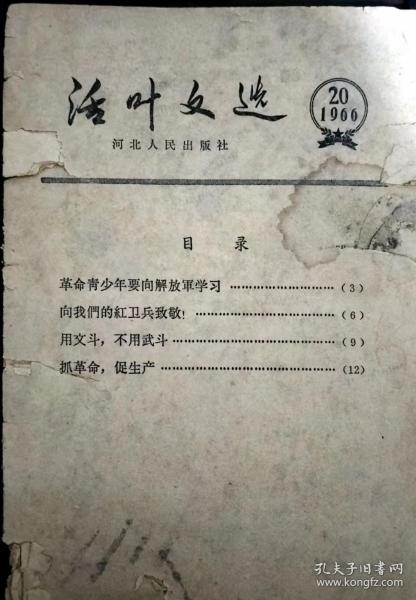 活叶文选
20
1966
河北人民出版社
目录
革命青少年要向解放軍学习 ……………………… (3)
向我們的紅卫兵致敬！ ……………………… (6)
用文斗，不用武斗 ……………………… (9)
抓革命，促生产 ……………………… (12)
孔夫子旧书网
www.kongfz.com